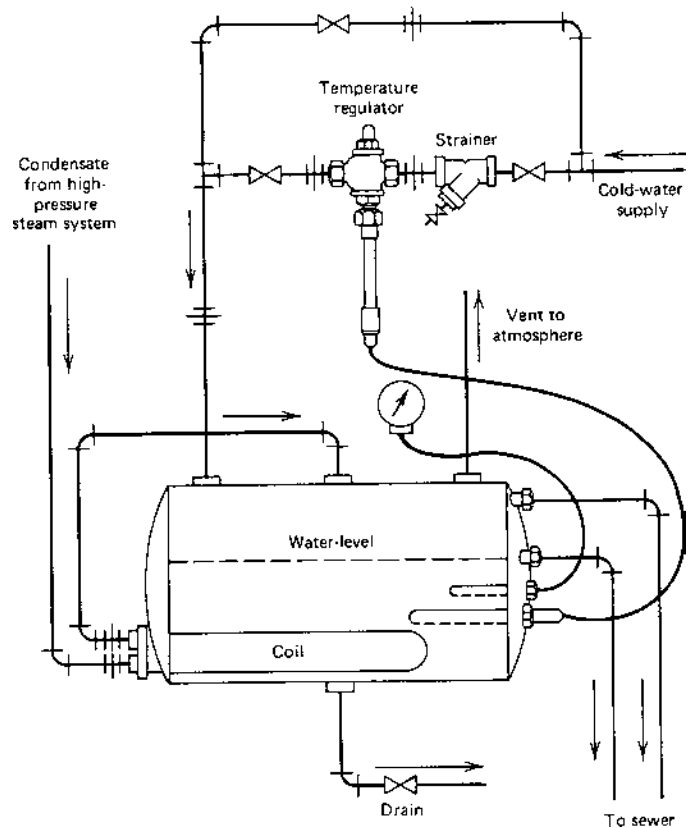 Temperature
regulator
Strainer
Condensate
from high-
pressure
steam system
Cold-water
supply
Vent to
atmosphere
Water-level
Coil
Drain
To sewer